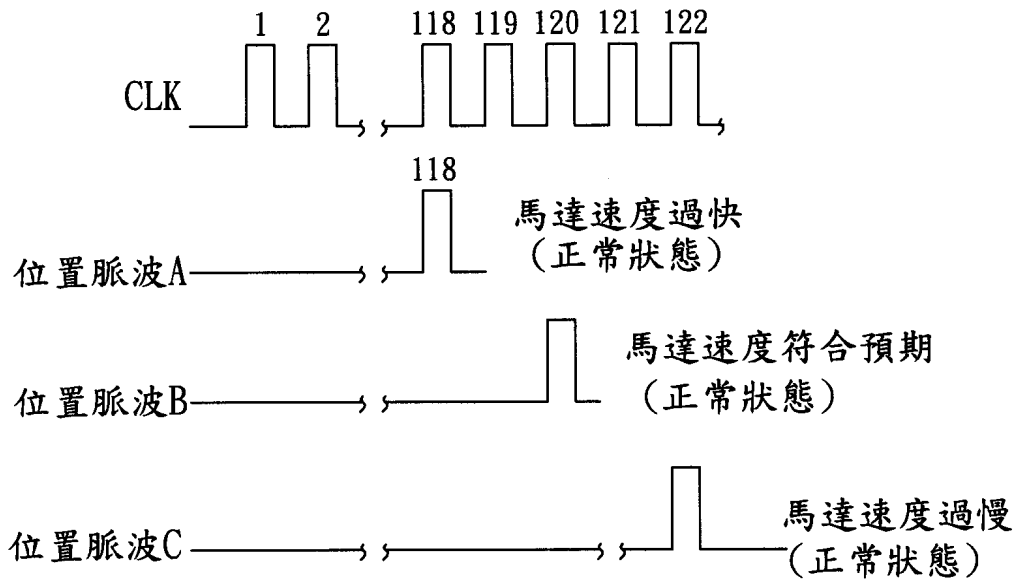 1 2 118 119 120 121 122
CLK
118
馬達速度過快
(正常狀態)
位置脈波A
馬達速度符合預期
(正常狀態)
位置脈波B
馬達速度過慢
(正常狀態)
位置脈波C